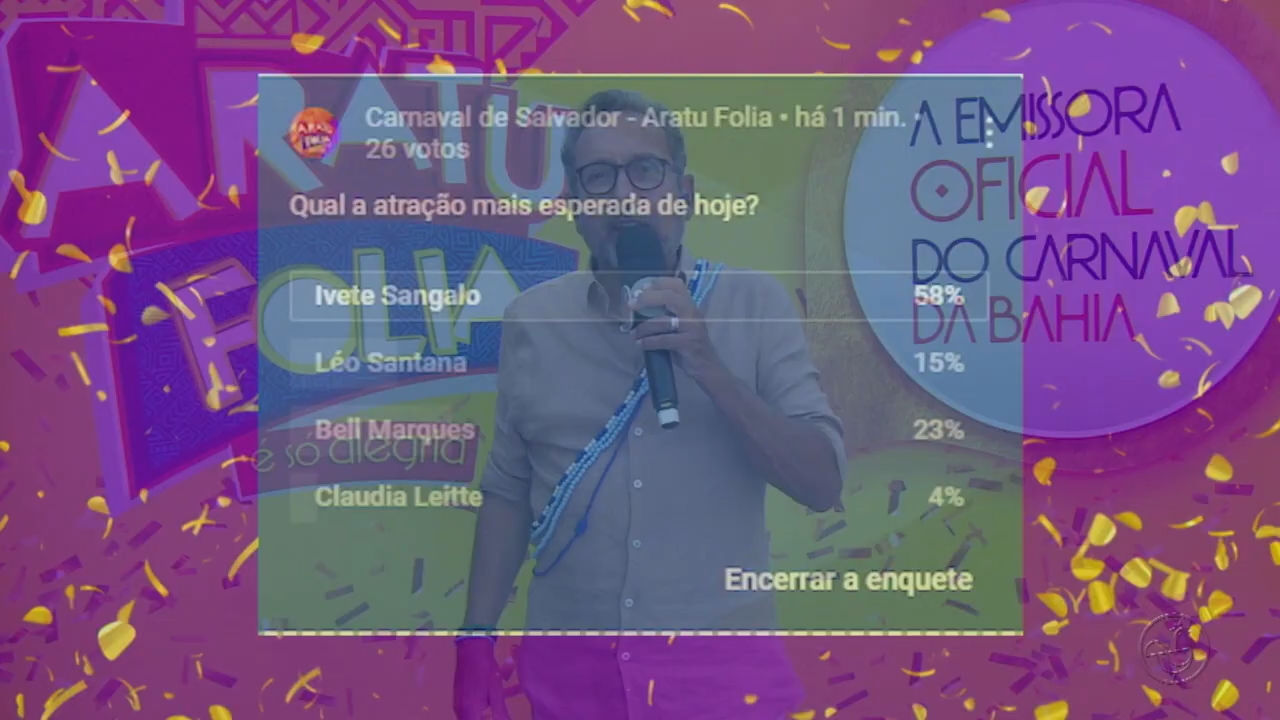 ARATU
FOLIA
é só alegria
Carnaval de Salvador - Aratu Folia • há 1 min.
26 votos
Qual a atração mais esperada de hoje?
Ivete Sangalo 58%
Léo Santana 15%
Bell Marques 23%
Claudia Leitte 4%
Encerrar a enquete
A EMISSORA
OFICIAL
DO CARNAVAL
DA BAHIA